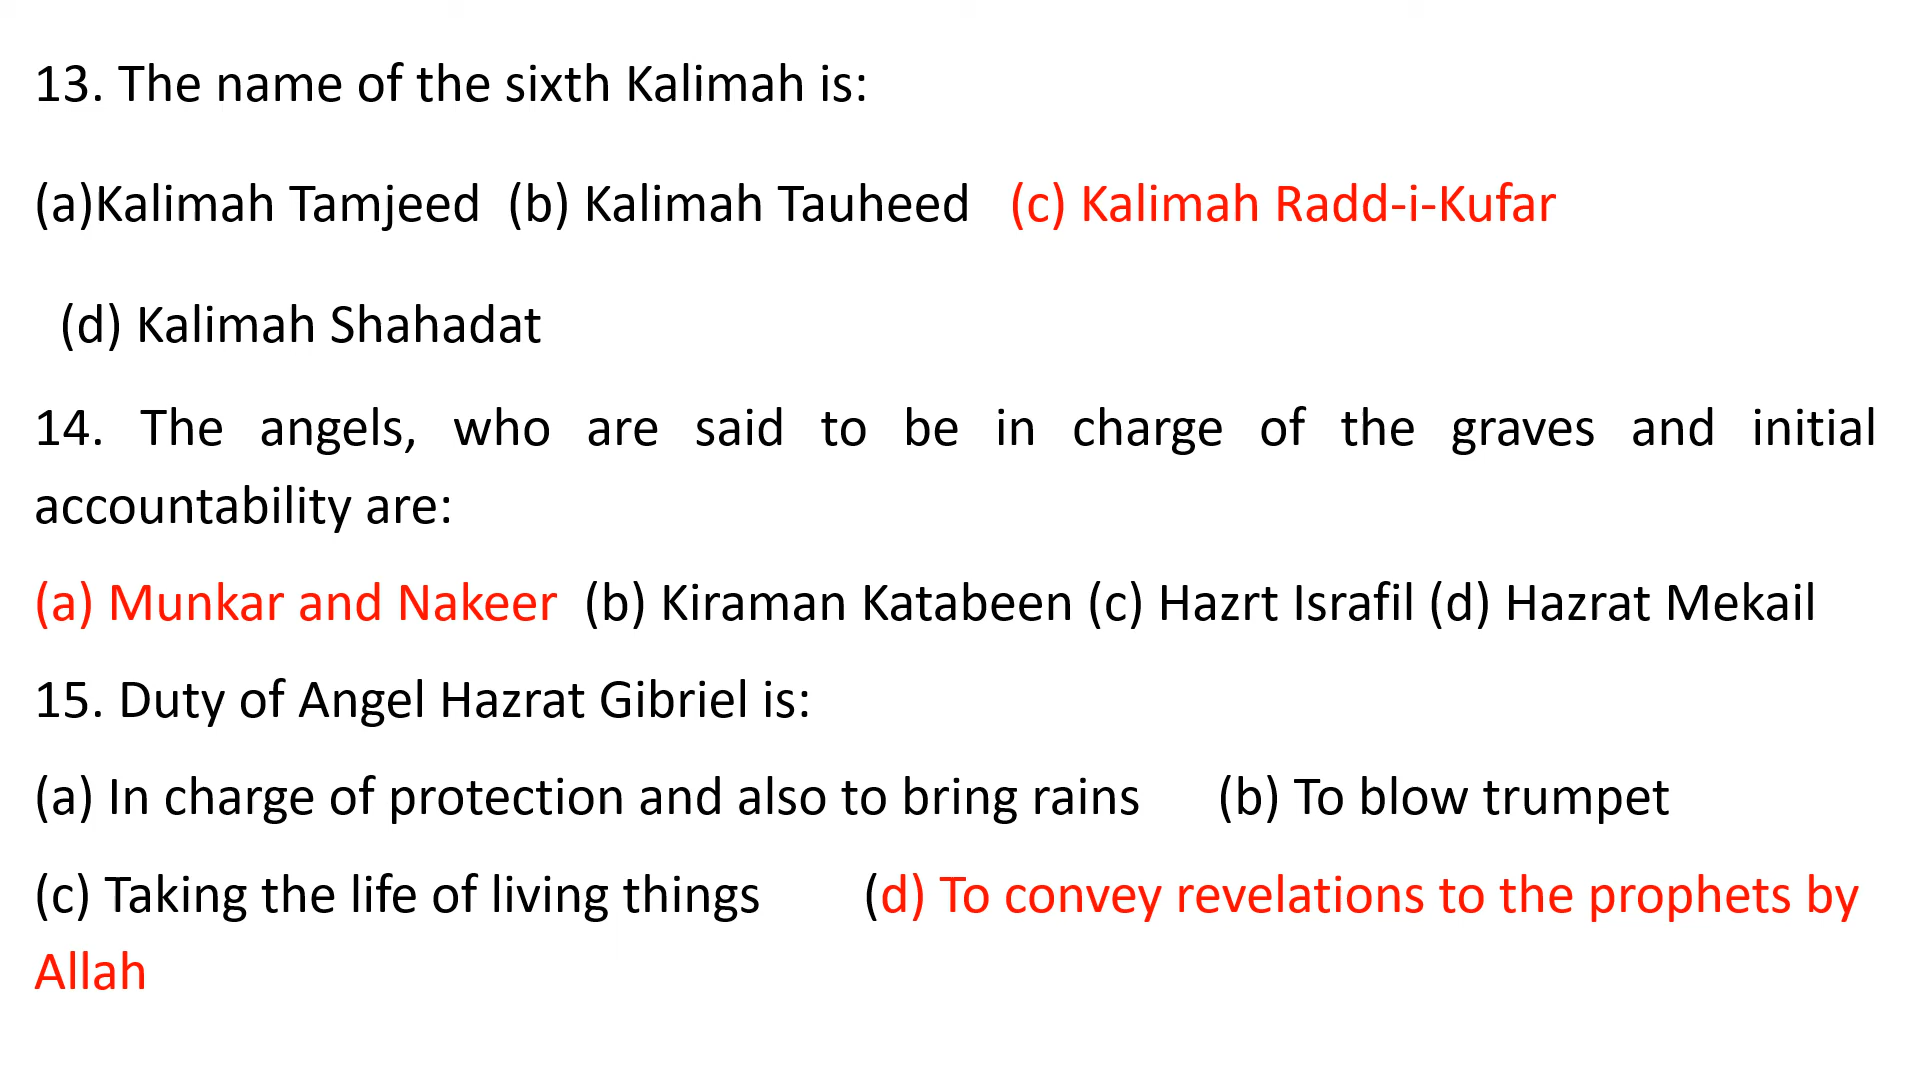 13. The name of the sixth Kalimah is:
(a)Kalimah Tamjeed (b) Kalimah Tauheed (c) Kalimah Radd-i-Kufar
(d) Kalimah Shahadat
14. The angels, who are said to be in charge of the graves and initial
accountability are:
(a) Munkar and Nakeer (b) Kiraman Katabeen (c) Hazrt Israfil (d) Hazrat Mekail
15. Duty of Angel Hazrat Gibriel is:
(a) In charge of protection and also to bring rains (b) To blow trumpet
(c) Taking the life of living things (d) To convey revelations to the prophets by
Allah